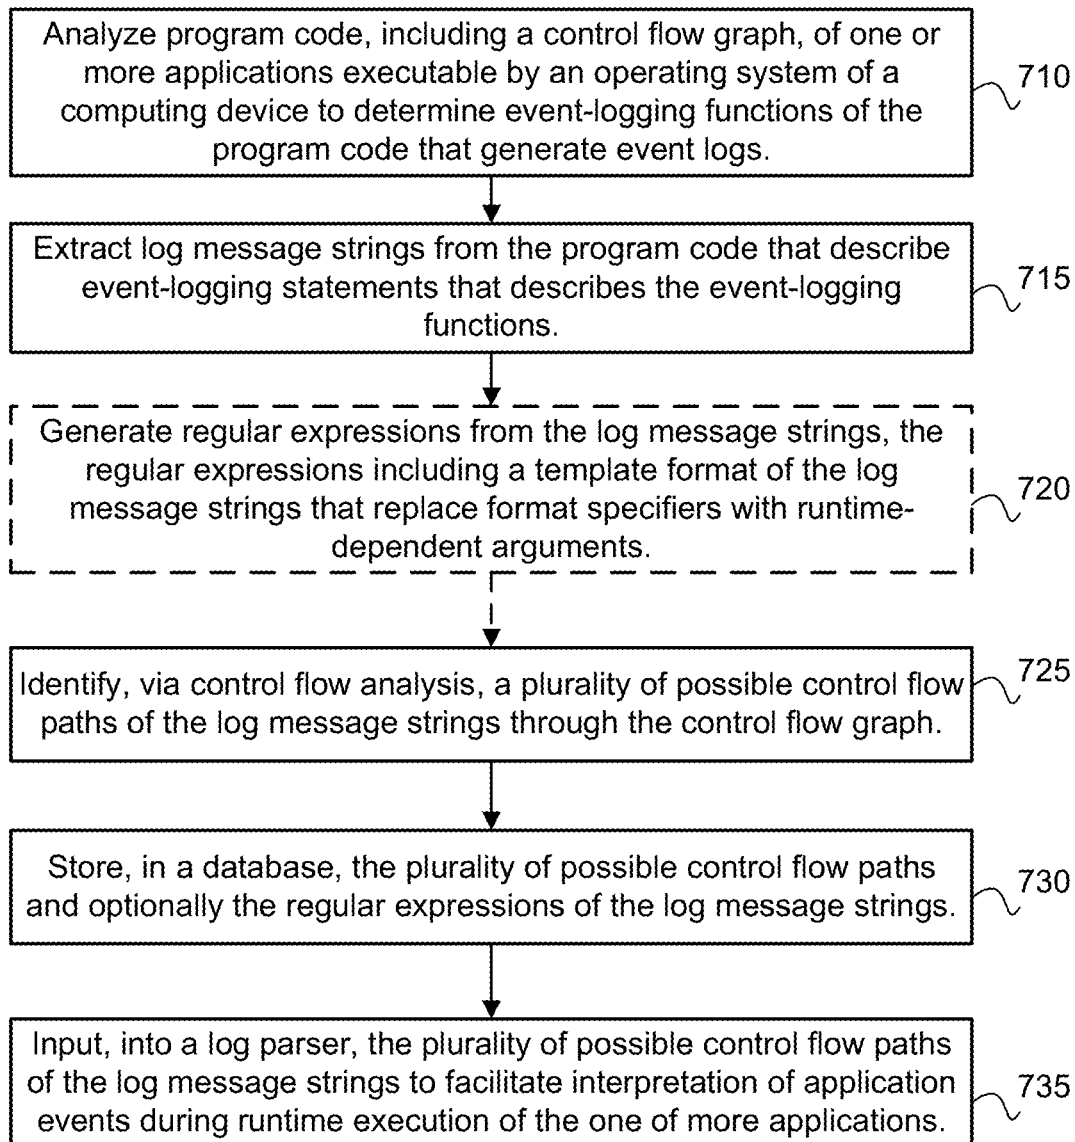 Analyze program code, including a control flow graph, of one or
more applications executable by an operating system of a
computing device to determine event-logging functions of the
program code that generate event logs.
710
Extract log message strings from the program code that describe
event-logging statements that describes the event-logging
functions.
715
Generate regular expressions from the log message strings, the
regular expressions including a template format of the log
message strings that replace format specifiers with runtime-
dependent arguments.
720
Identify, via control flow analysis, a plurality of possible control flow
paths of the log message strings through the control flow graph.
725
Store, in a database, the plurality of possible control flow paths
and optionally the regular expressions of the log message strings.
730
Input, into a log parser, the plurality of possible control flow paths
of the log message strings to facilitate interpretation of application
events during runtime execution of the one of more applications.
735